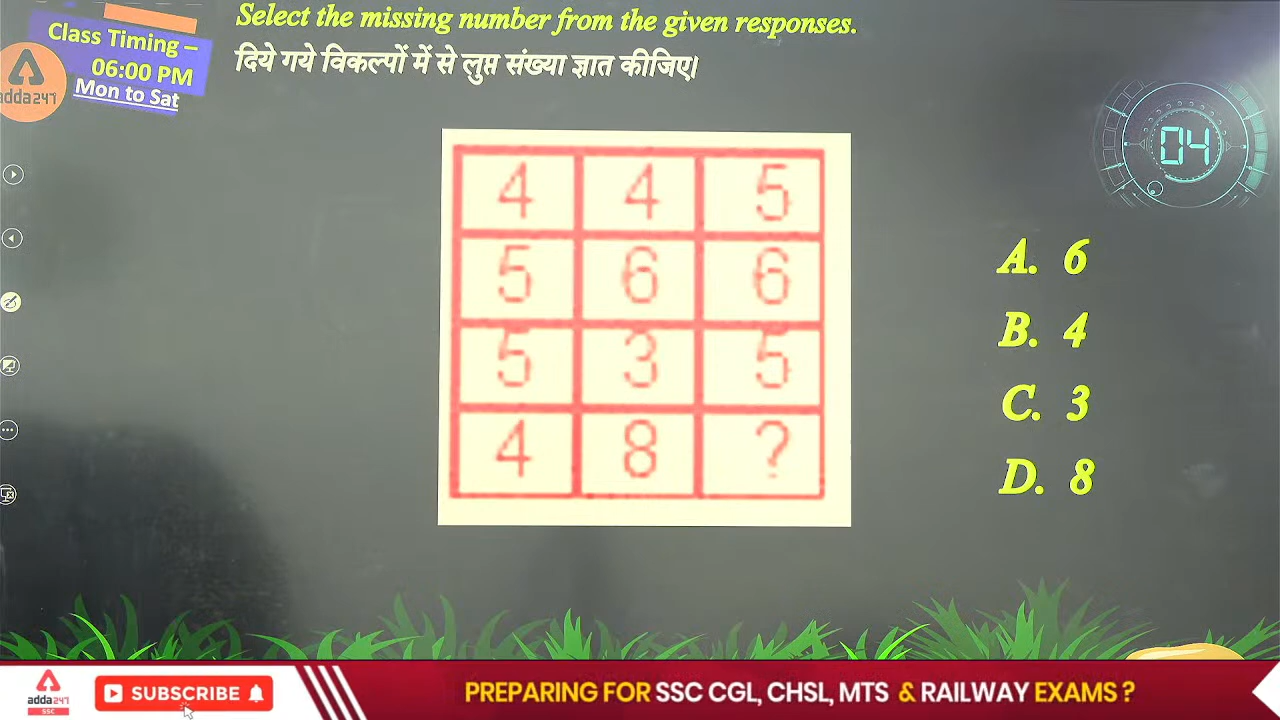 Select the missing number from the given responses.
दिये गये विकल्पों में से लुप्त संख्या ज्ञात कीजिए।
Class Timing –
06:00 PM
Mon to Sat
adda247
04
4 4 5
5 6 6
5 3 5
4 8 ?
A. 6
B. 4
C. 3
D. 8
adda247
SSC
SUBSCRIBE
PREPARING FOR SSC CGL, CHSL, MTS & RAILWAY EXAMS ?